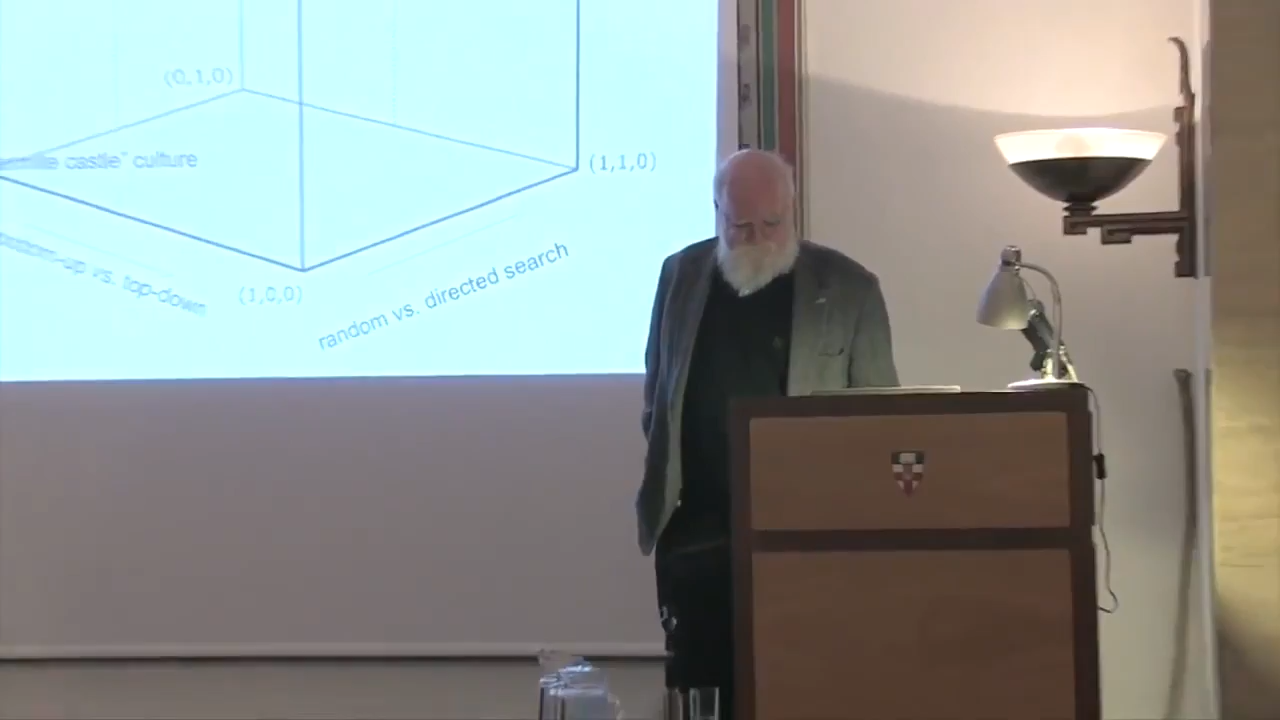 (0,1,0)
castle" culture
(1,1,0)
bottom-up vs. top-down
(1,0,0)
random vs. directed search